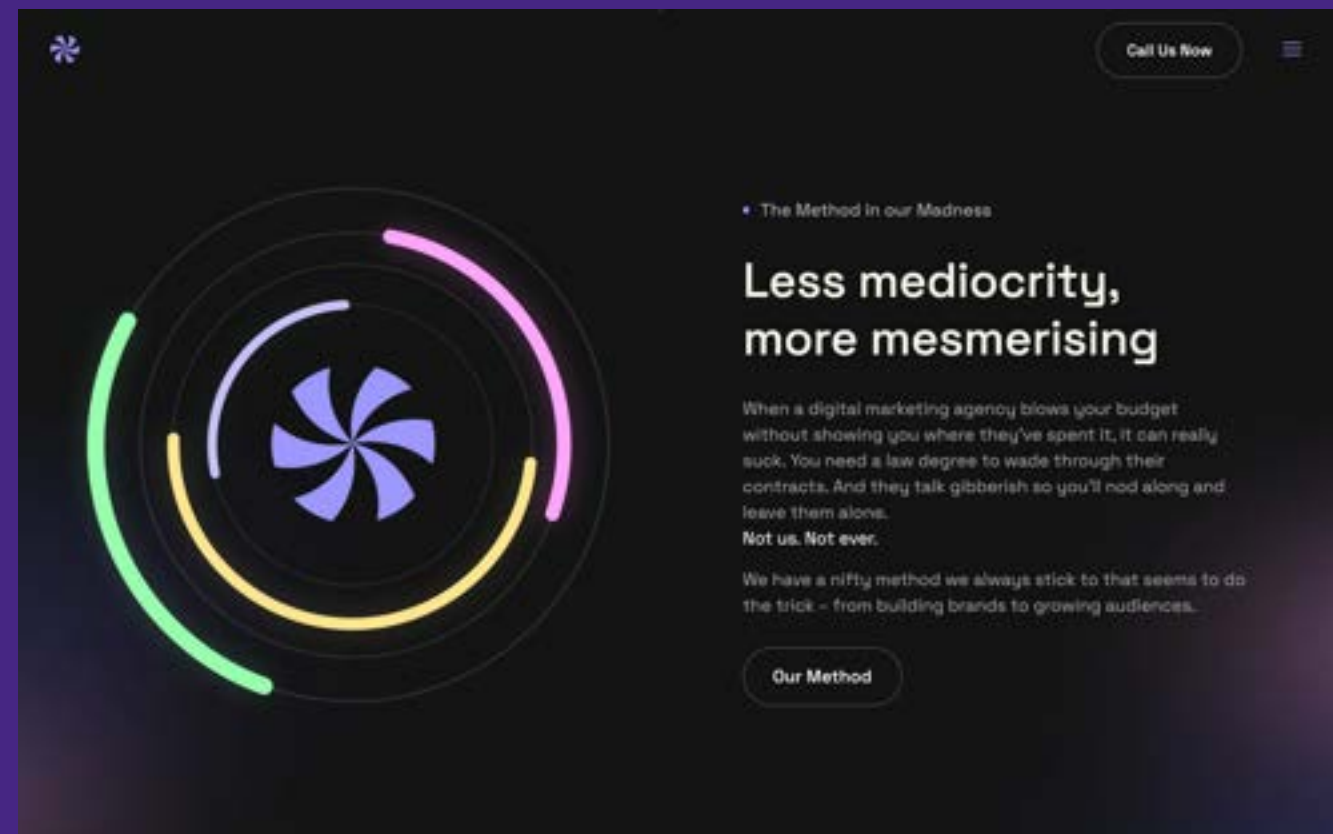 Call Us Now
The Method in our Madness
Less mediocrity,
more mesmerising
When a digital marketing agency blows your budget
without showing you where they've spent it, it can really
suck. You need a law degree to wade through their
contracts. And they talk gibberish so you'll nod along and
leave them alone.
Not us. Not ever.
We have a nifty method we always stick to that seems to do
the trick – from building brands to growing audiences.
Our Method